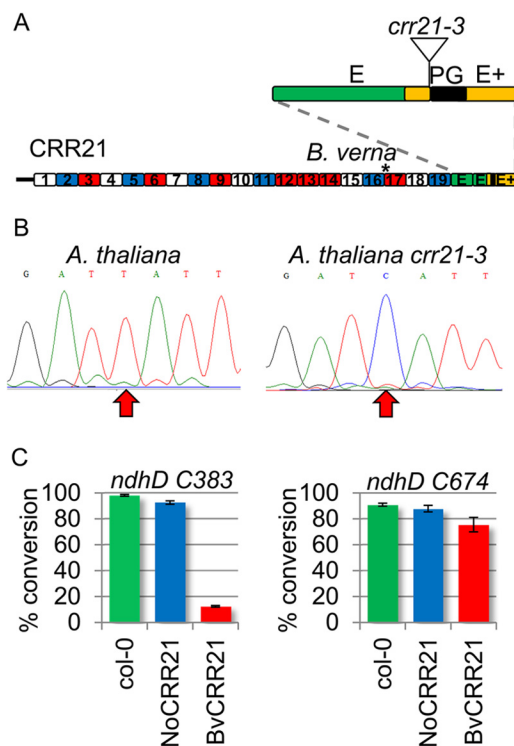 A
crr21-3
E PG E+
CRR21 B. verna
*
1 2 3 4 5 6 7 8 9 10 11 12 13 14 15 16 17 18 19 E E E+
B
A. thaliana A. thaliana crr21-3
G A T T A T T G A T C A T T
C
ndhD C383 ndhD C674
% conversion
100
80
60
40
20
0
col-0
NoCRR21
BvCRR21
% conversion
100
80
60
40
20
0
col-0
NoCRR21
BvCRR21